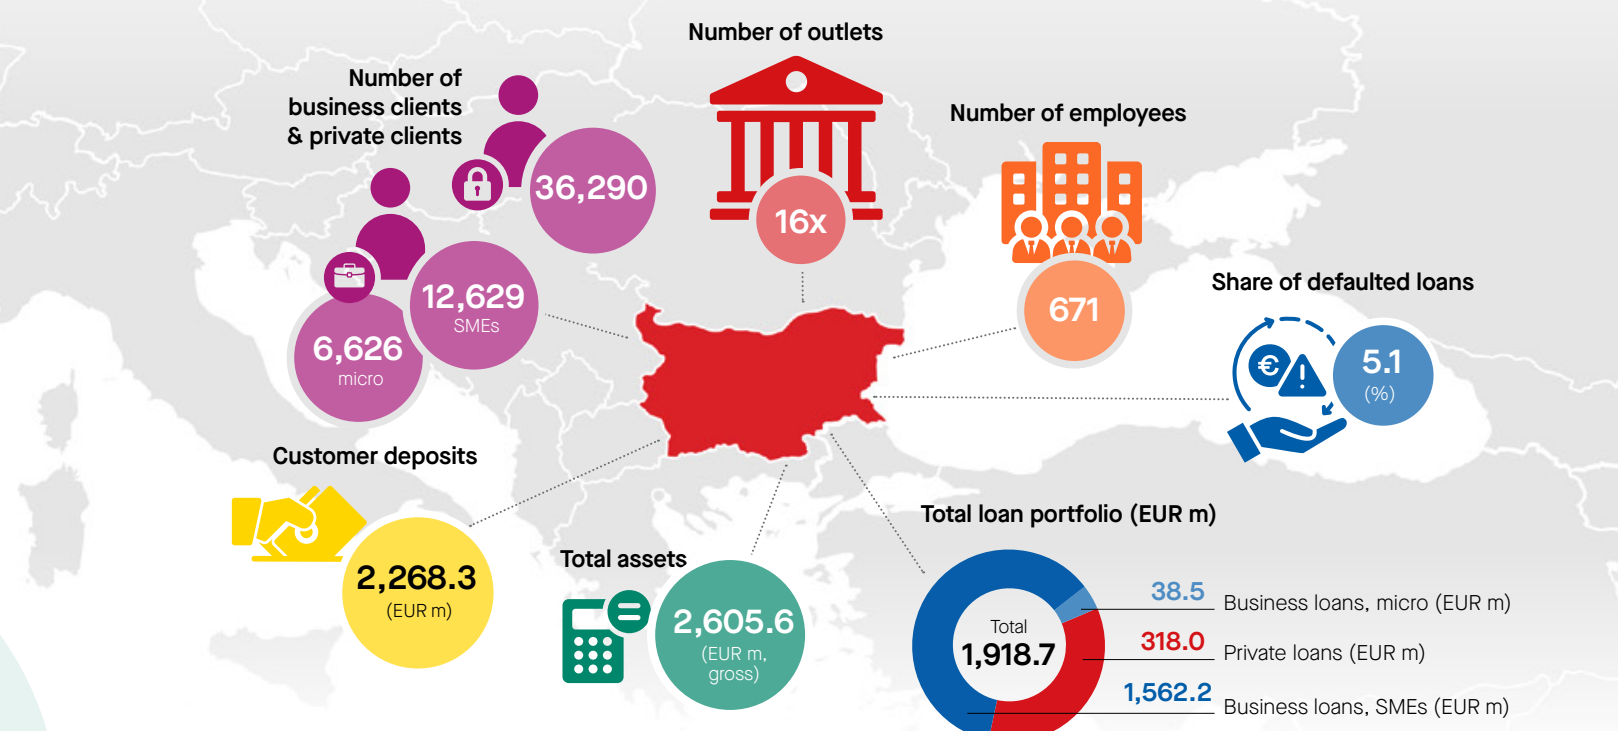 Number of outlets
Number of
business clients
& private clients
36,290
12,629
SMEs
6,626
micro
16x
Number of employees
671
Share of defaulted loans
€
!
5.1
(%)
Customer deposits
2,268.3
(EUR m)
Total assets
2,605.6
(EUR m,
gross)
Total loan portfolio (EUR m)
Total
1,918.7
38.5
Business loans, micro (EUR m)
318.0
Private loans (EUR m)
1,562.2
Business loans, SMEs (EUR m)